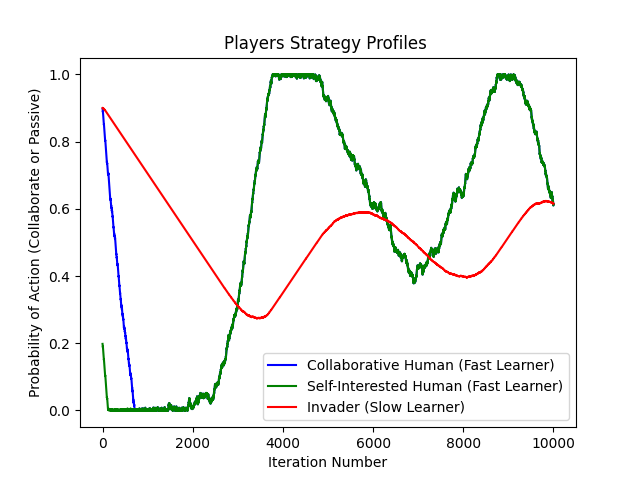 Players Strategy Profiles
Probability of Action (Collaborate or Passive)
1.0
0.8
0.6
0.4
0.2
0.0
Collaborative Human (Fast Learner)
Self-Interested Human (Fast Learner)
Invader (Slow Learner)
0 2000 4000 6000 8000 10000
Iteration Number